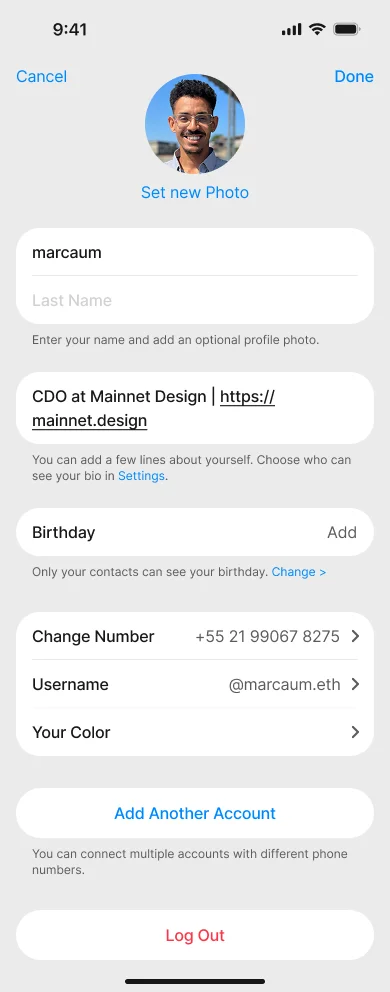 9:41
Cancel
Done
Set new Photo
marcaum
Last Name
Enter your name and add an optional profile photo.
CDO at Mainnet Design | https://
mainnet.design
You can add a few lines about yourself. Choose who can
see your bio in Settings.
Birthday Add
Only your contacts can see your birthday. Change >
Change Number +55 21 99067 8275
Username @marcaum.eth
Your Color
Add Another Account
You can connect multiple accounts with different phone
numbers.
Log Out